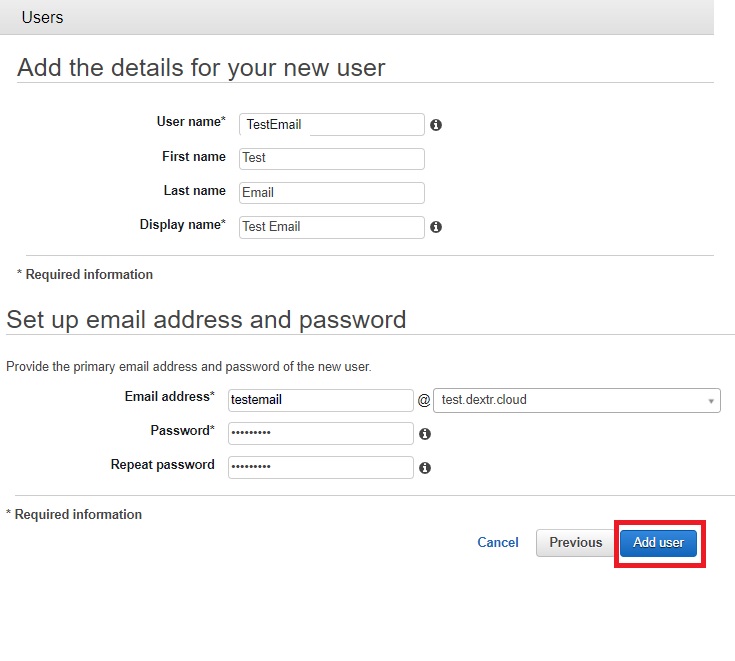 Users
Add the details for your new user
User name* TestEmail
First name Test
Last name Email
Display name* Test Email
* Required information
Set up email address and password
Provide the primary email address and password of the new user.
Email address* testemail @ test.dextr.cloud
Password* •••••••••
Repeat password •••••••••
* Required information
Cancel Previous Add user